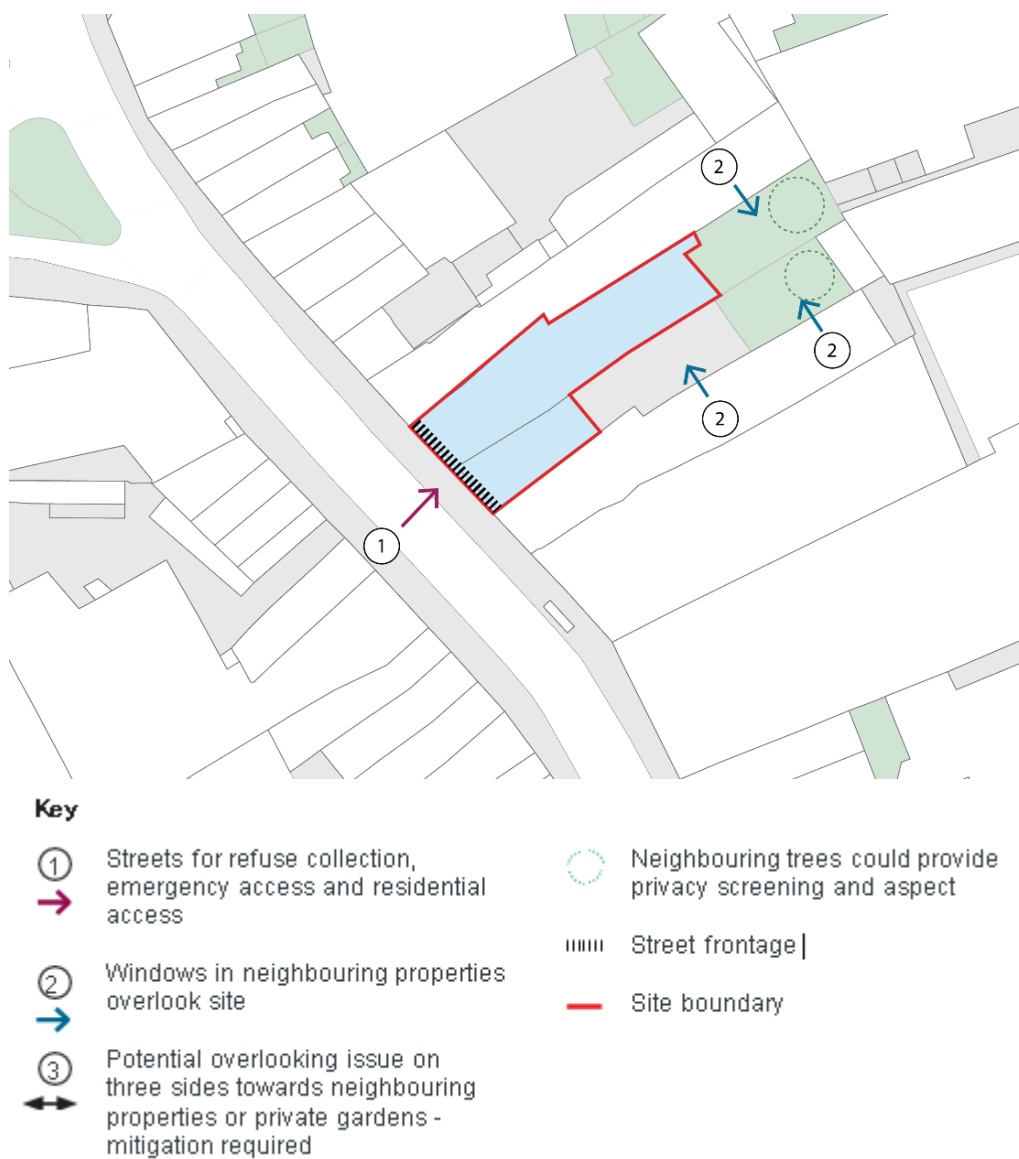 2
2
2
1
Key
1
Streets for refuse collection,
emergency access and residential
access
2
Windows in neighbouring properties
overlook site
3
Potential overlooking issue on
three sides towards neighbouring
properties or private gardens -
mitigation required
Neighbouring trees could provide
privacy screening and aspect
Street frontage
Site boundary